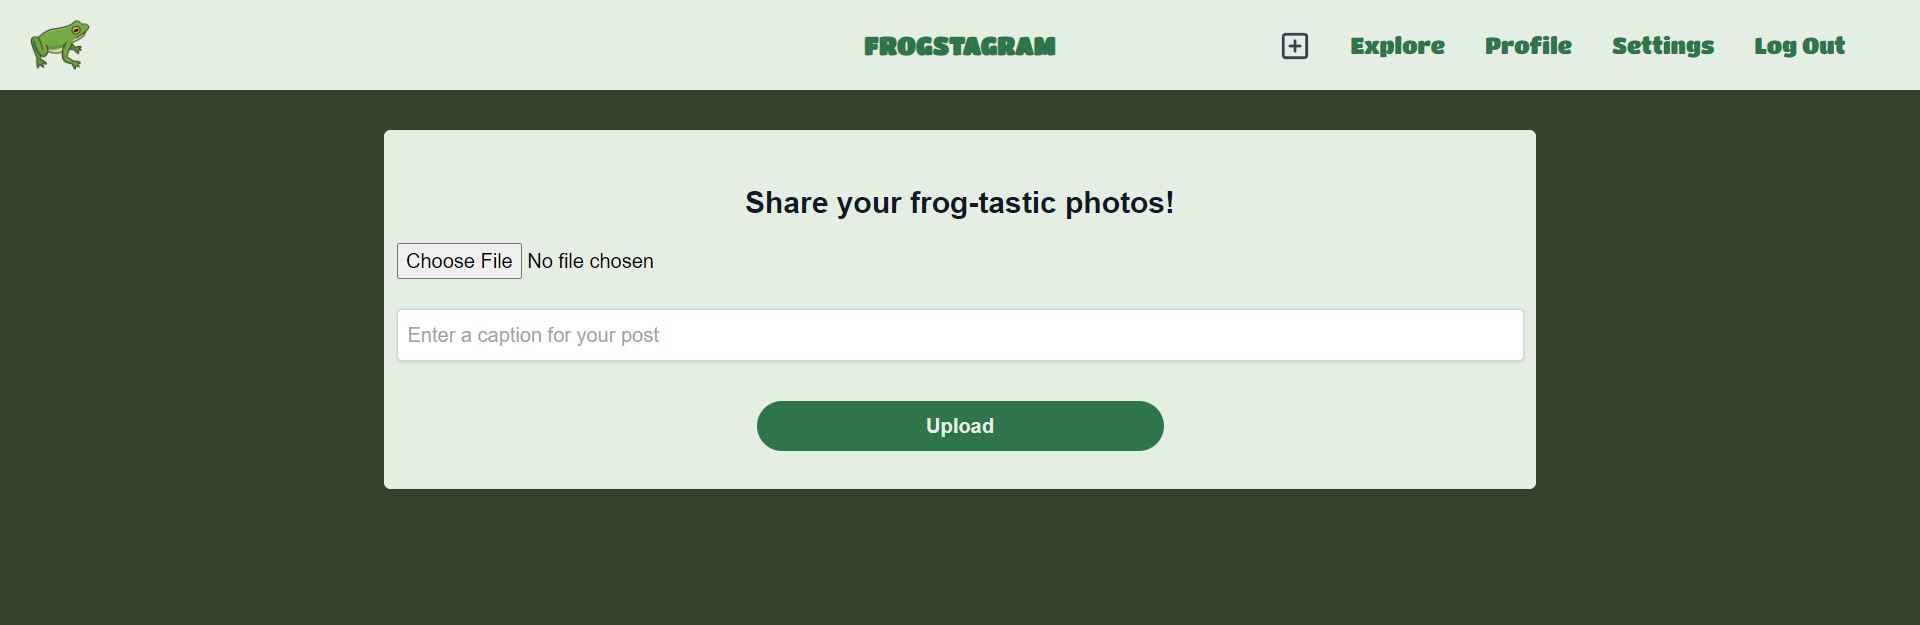 FROGSTAGRAM
Explore
Profile
Settings
Log Out
Share your frog-tastic photos!
Choose File No file chosen
Enter a caption for your post
Upload